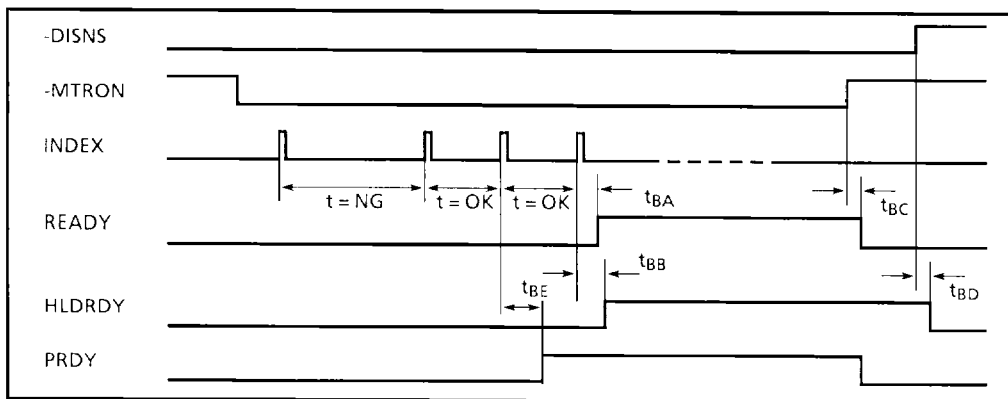 -DISNS
-MTRON
INDEX
t = NG
t = OK
t = OK
tBA
tBC
READY
tBB
tBE
tBD
HLDRDY
PRDY